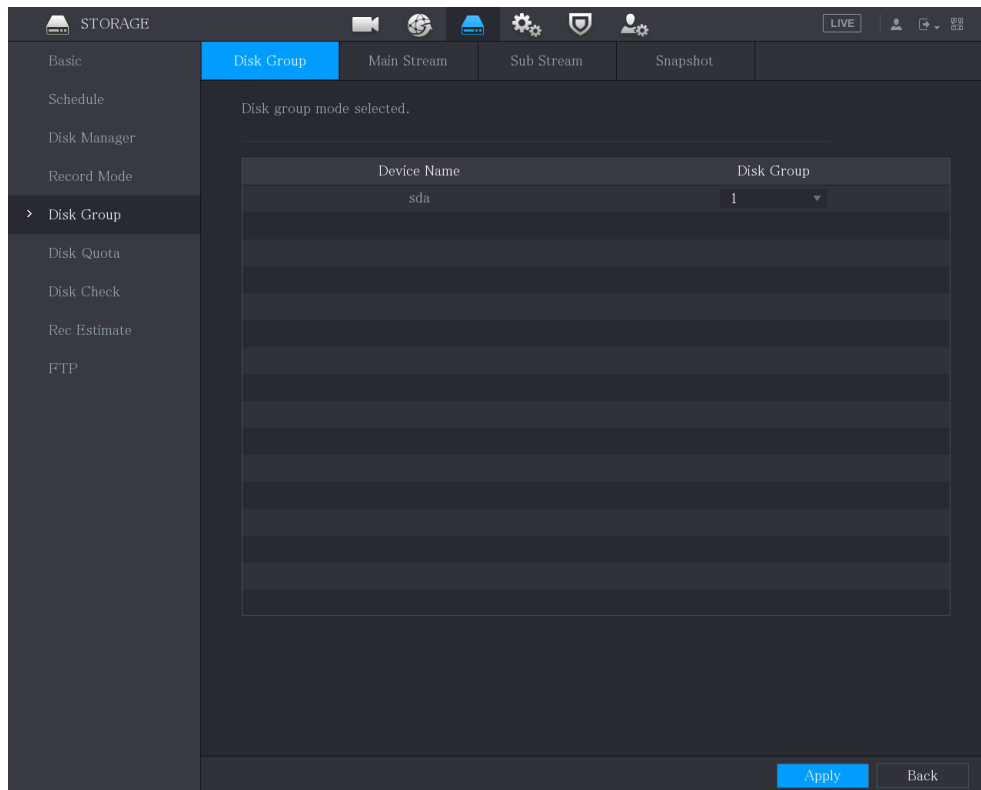 STORAGE LIVE
Basic
Schedule
Disk Manager
Record Mode
Disk Group
Disk Quota
Disk Check
Rec Estimate
FTP
Disk Group Main Stream Sub Stream Snapshot
Disk group mode selected.
Device Name Disk Group
sda 1
Apply Back